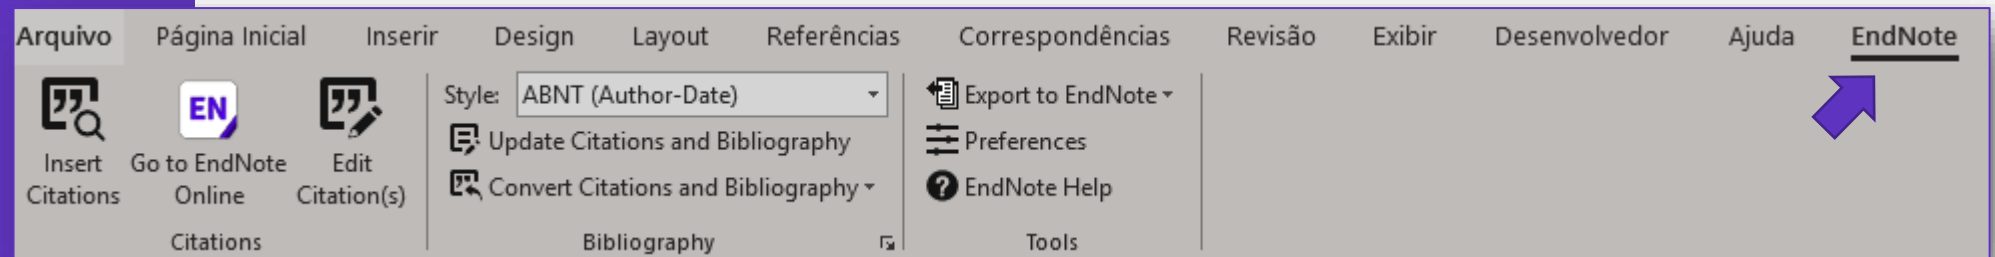 Arquivo Página Inicial Inserir Design Layout Referências Correspondências Revisão Exibir Desenvolvedor Ajuda EndNote
Insert
Citations
EN
Go to EndNote
Online
Edit
Citation(s)
Citations
Style: ABNT (Author-Date)
Update Citations and Bibliography
Convert Citations and Bibliography
Bibliography
Export to EndNote
Preferences
EndNote Help
Tools